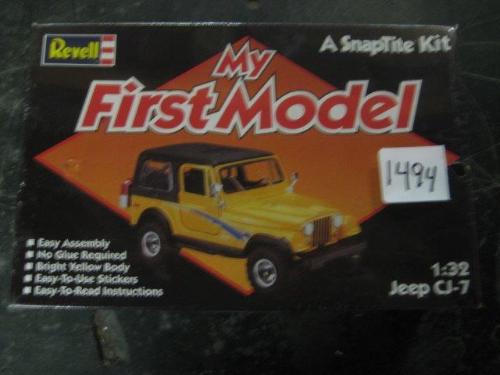 Revell
A SnapTite Kit
My
First Model
1494
Easy Assembly
No Glue Required
Bright Yellow Body
Easy-To-Use Stickers
Easy-To-Read Instructions
1:32
Jeep CJ-7